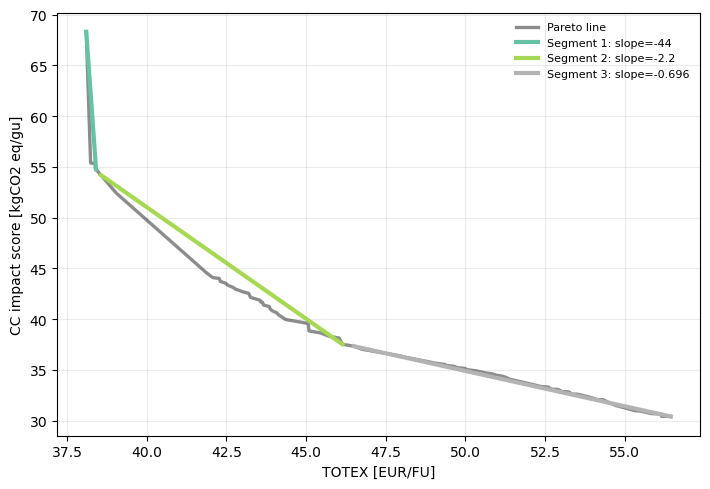 70
65
60
55
50
45
40
35
30
CC impact score [kgCO2 eq/gu]
Pareto line
Segment 1: slope=-44
Segment 2: slope=-2.2
Segment 3: slope=-0.696
37.5 40.0 42.5 45.0 47.5 50.0 52.5 55.0
TOTEX [EUR/FU]